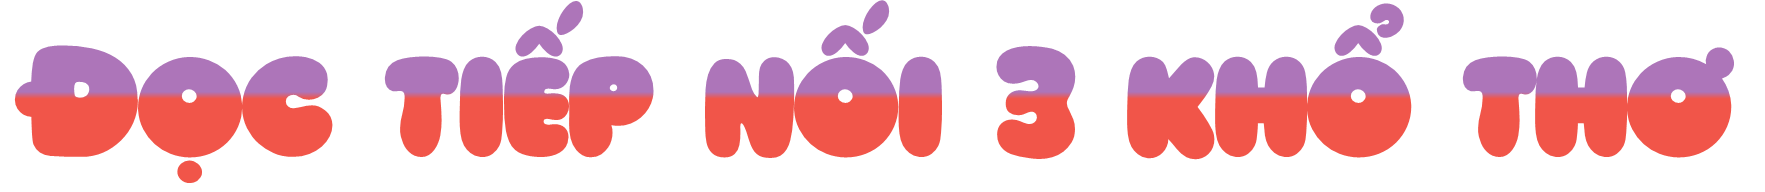 ĐỌC TIẾP NỐI 3 KHỔ THƠ